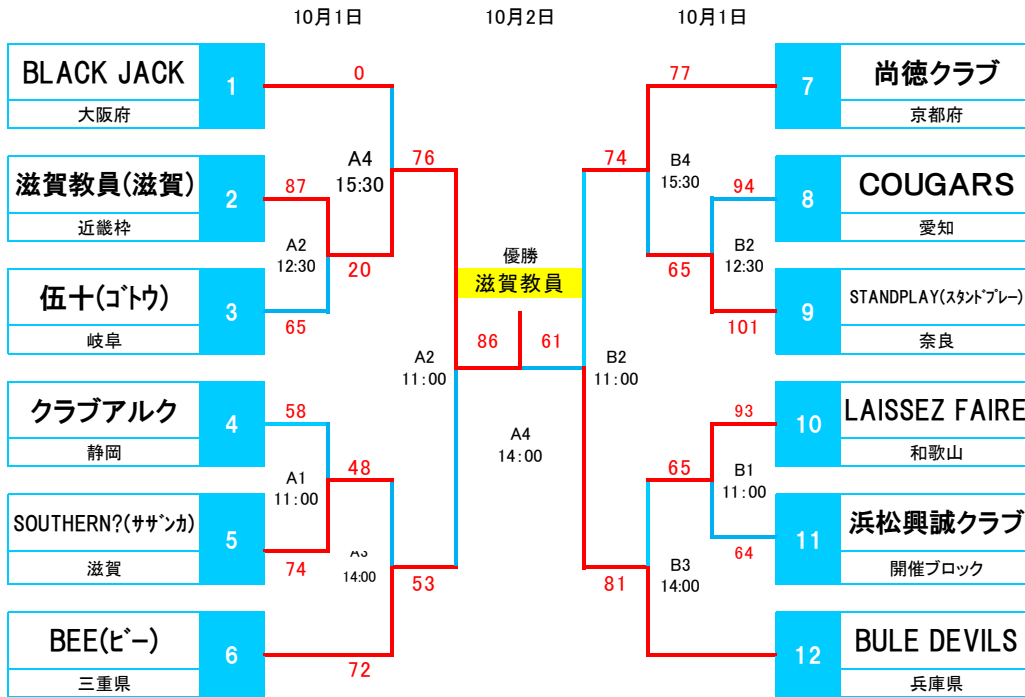 10月1日
10月2日
10月1日
BLACK JACK
1
大阪府
0
77
7
尚徳クラブ
京都府
滋賀教員(滋賀)
2
近畿枠
87
A4
15:30
76
74
B4
15:30
94
8
COUGARS
愛知
A2
12:30
B2
12:30
伍十(ｺﾞﾄｳ)
3
岐阜
65
20
優勝
滋賀教員
65
101
9
STANDPLAY(ｽﾀﾝﾄﾞﾌﾟﾚｰ)
奈良
A2
11:00
86
61
B2
11:00
クラブアルク
4
静岡
58
A4
14:00
93
10
LAISSEZ FAIRE
和歌山
A1
11:00
48
65
B1
11:00
SOUTHERN?(ｻｻﾞﾝｶ)
5
滋賀
74
14:00
53
81
B3
14:00
64
11
浜松興誠クラブ
開催ブロック
BEE(ﾋﾞｰ)
6
三重県
72
12
BULE DEVILS
兵庫県